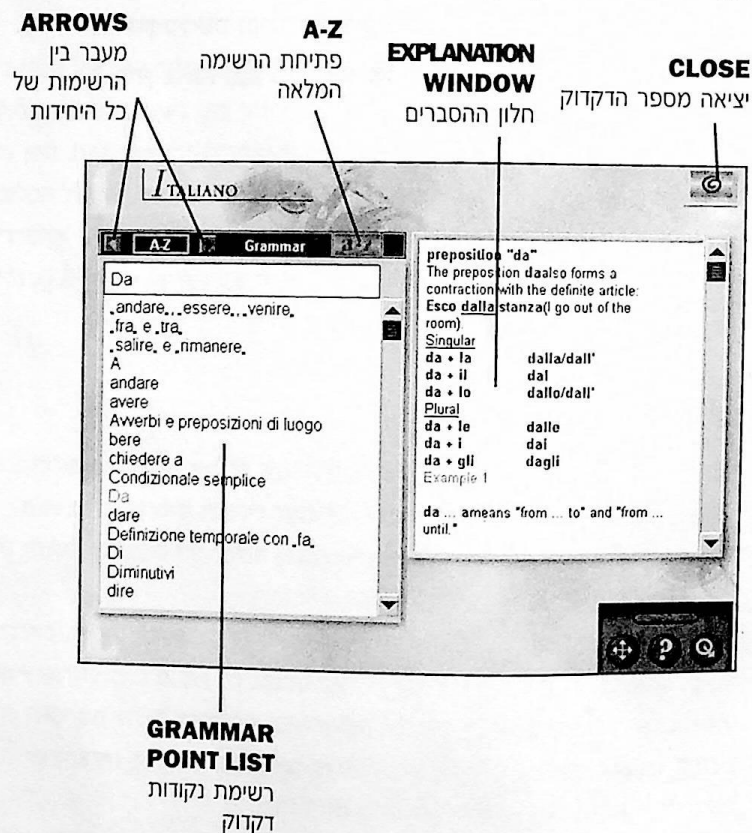 ARROWS
מעבר בין
הרשימות של
כל היחידות
A-Z
פתיחת הרשימה
המלאה
EXPLANATION
WINDOW
חלון ההסברים
CLOSE
יציאה מספר הדקדוק
ITALIANO
A-Z Grammar
Da
„andare„ „essere„ „venire„
„fra„ e „tra„
„salire„ e „rimanere„
A
andare
avere
Avverbi e preposizioni di luogo
bere
chiedere a
Condizionale semplice
Da
dare
Definizione temporale con „fa„
Di
Diminutivi
dire
preposition "da"
The preposition daalso forms a
contraction with the definite article:
Esco dalla stanza(I go out of the
room).
Singular
da + la dalla/dall'
da + il dal
da + lo dallo/dall'
Plural
da + le dalle
da + i dai
da + gli dagli
Example 1
da ... ameans "from ... to" and "from ...
until."
GRAMMAR
POINT LIST
רשימת נקודות
דקדוק